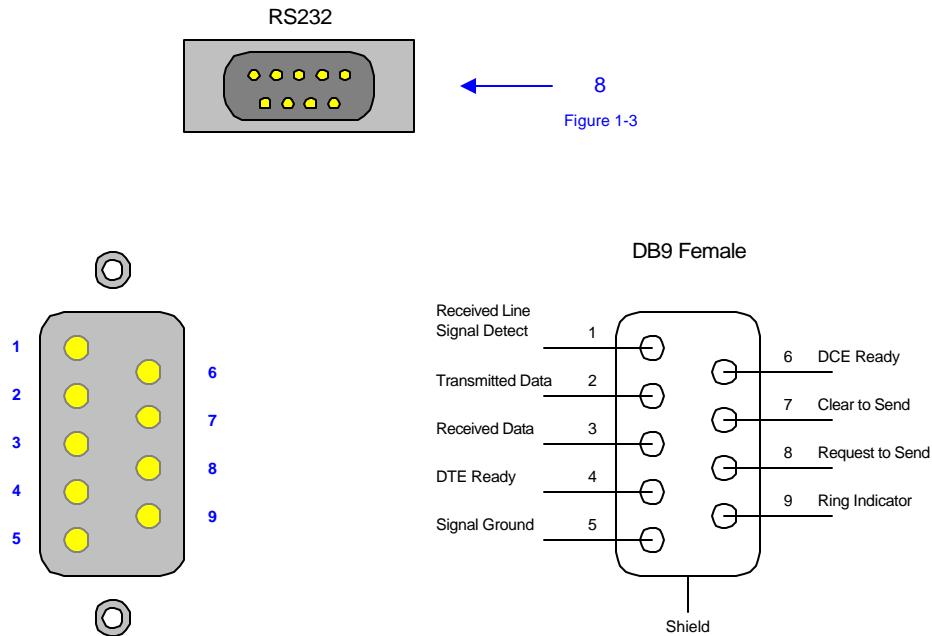 RS232
8
Figure 1-3
1
2
3
4
5
6
7
8
9
DB9 Female
Received Line
Signal Detect 1
Transmitted Data 2
Received Data 3
DTE Ready 4
Signal Ground 5
6 DCE Ready
7 Clear to Send
8 Request to Send
9 Ring Indicator
Shield